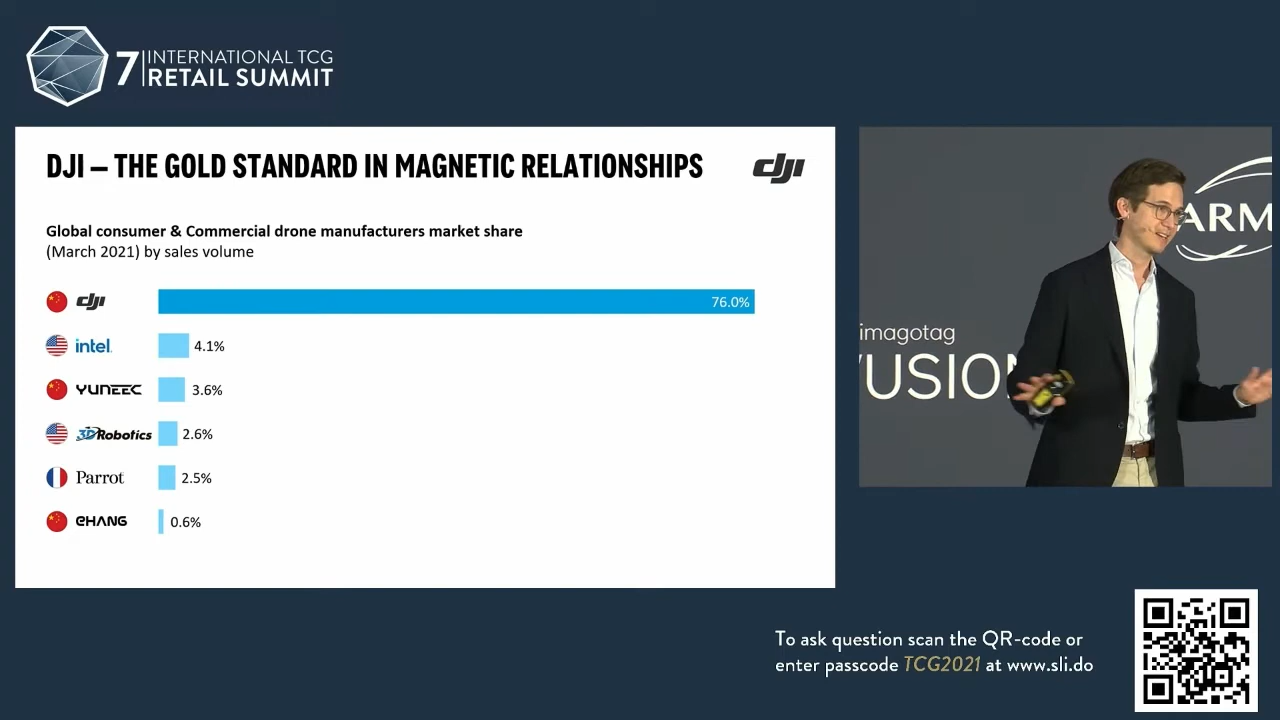 7 INTERNATIONAL TCG
RETAIL SUMMIT
DJI – THE GOLD STANDARD IN MAGNETIC RELATIONSHIPS
dji
Global consumer & Commercial drone manufacturers market share
(March 2021) by sales volume
dji 76.0%
intel. 4.1%
YUNEEC 3.6%
3DRobotics 2.6%
Parrot 2.5%
EHANG 0.6%
ARM
imagotag
VUSION
To ask question scan the QR-code or
enter passcode TCG2021 at www.sli.do